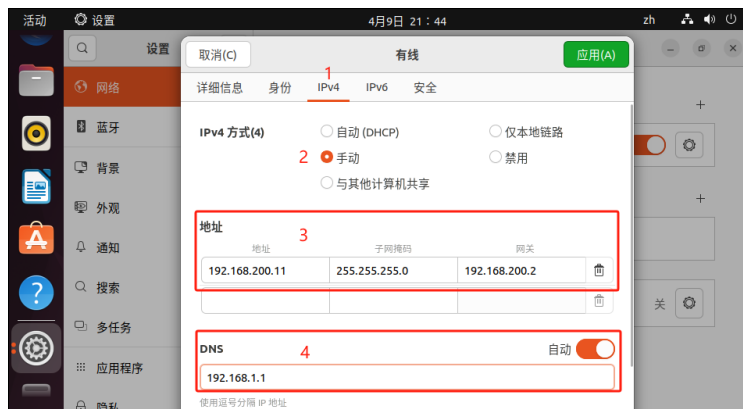 活动 设置 4月9日 21：44 zh
设置
取消(C) 有线 应用(A)
1
网络
详细信息 身份 IPv4 IPv6 安全
蓝牙
IPv4 方式(4) 自动 (DHCP) 仅本地链路
背景
2 手动 禁用
与其他计算机共享
外观
地址
3
通知
地址 子网掩码 网关
192.168.200.11 255.255.255.0 192.168.200.2
搜索
关
多任务
DNS 4 自动
应用程序
192.168.1.1
使用逗号分隔 IP 地址
隐私